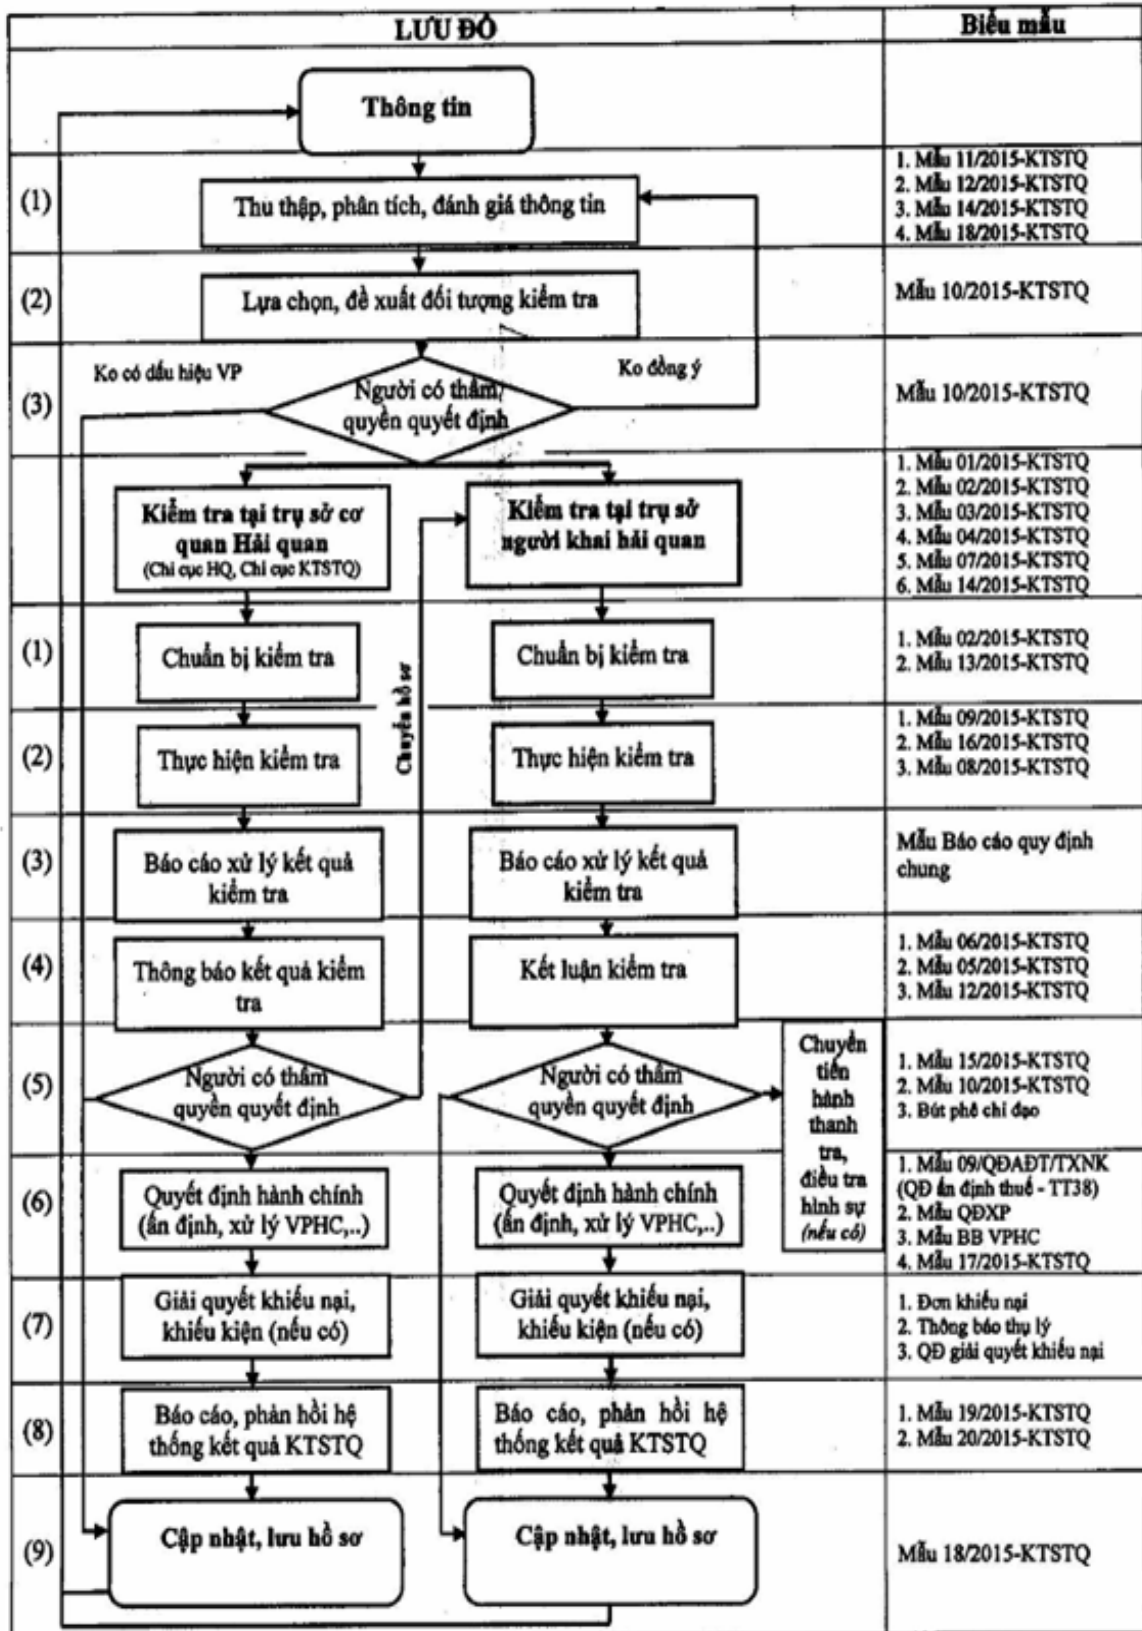 LƯU ĐỒ
Biểu mẫu
Thông tin
(1)
Thu thập, phân tích, đánh giá thông tin
1. Mẫu 11/2015-KTSTQ
2. Mẫu 12/2015-KTSTQ
3. Mẫu 14/2015-KTSTQ
4. Mẫu 18/2015-KTSTQ
(2)
Lựa chọn, đề xuất đối tượng kiểm tra
Mẫu 10/2015-KTSTQ
Ko có dấu hiệu VP
Ko đồng ý
(3)
Người có thẩm
quyền quyết định
Mẫu 10/2015-KTSTQ
Kiểm tra tại trụ sở cơ
quan Hải quan
(Chi cục HQ, Chi cục KTSTQ)
Kiểm tra tại trụ sở
người khai hải quan
1. Mẫu 01/2015-KTSTQ
2. Mẫu 02/2015-KTSTQ
3. Mẫu 03/2015-KTSTQ
4. Mẫu 04/2015-KTSTQ
5. Mẫu 07/2015-KTSTQ
6. Mẫu 14/2015-KTSTQ
(1)
Chuẩn bị kiểm tra
Chuyển hồ sơ
Chuẩn bị kiểm tra
1. Mẫu 02/2015-KTSTQ
2. Mẫu 13/2015-KTSTQ
(2)
Thực hiện kiểm tra
Thực hiện kiểm tra
1. Mẫu 09/2015-KTSTQ
2. Mẫu 16/2015-KTSTQ
3. Mẫu 08/2015-KTSTQ
(3)
Báo cáo xử lý kết quả
kiểm tra
Báo cáo xử lý kết quả
kiểm tra
Mẫu Báo cáo quy định
chung
(4)
Thông báo kết quả kiểm
tra
Kết luận kiểm tra
1. Mẫu 06/2015-KTSTQ
2. Mẫu 05/2015-KTSTQ
3. Mẫu 12/2015-KTSTQ
(5)
Người có thẩm
quyền quyết định
Người có thẩm
quyền quyết định
Chuyển
tiến
hành
thanh
tra,
điều tra
hình sự
(nếu có)
1. Mẫu 15/2015-KTSTQ
2. Mẫu 10/2015-KTSTQ
3. Bút phê chỉ đạo
(6)
Quyết định hành chính
(ấn định, xử lý VPHC,..)
Quyết định hành chính
(ấn định, xử lý VPHC,..)
1. Mẫu 09/QĐAĐT/TXNK
(QĐ ấn định thuế - TT38)
2. Mẫu QĐXP
3. Mẫu BB VPHC
4. Mẫu 17/2015-KTSTQ
(7)
Giải quyết khiếu nại,
khiếu kiện (nếu có)
Giải quyết khiếu nại,
khiếu kiện (nếu có)
1. Đơn khiếu nại
2. Thông báo thụ lý
3. QĐ giải quyết khiếu nại
(8)
Báo cáo, phản hồi hệ
thống kết quả KTSTQ
Báo cáo, phản hồi hệ
thống kết quả KTSTQ
1. Mẫu 19/2015-KTSTQ
2. Mẫu 20/2015-KTSTQ
(9)
Cập nhật, lưu hồ sơ
Cập nhật, lưu hồ sơ
Mẫu 18/2015-KTSTQ